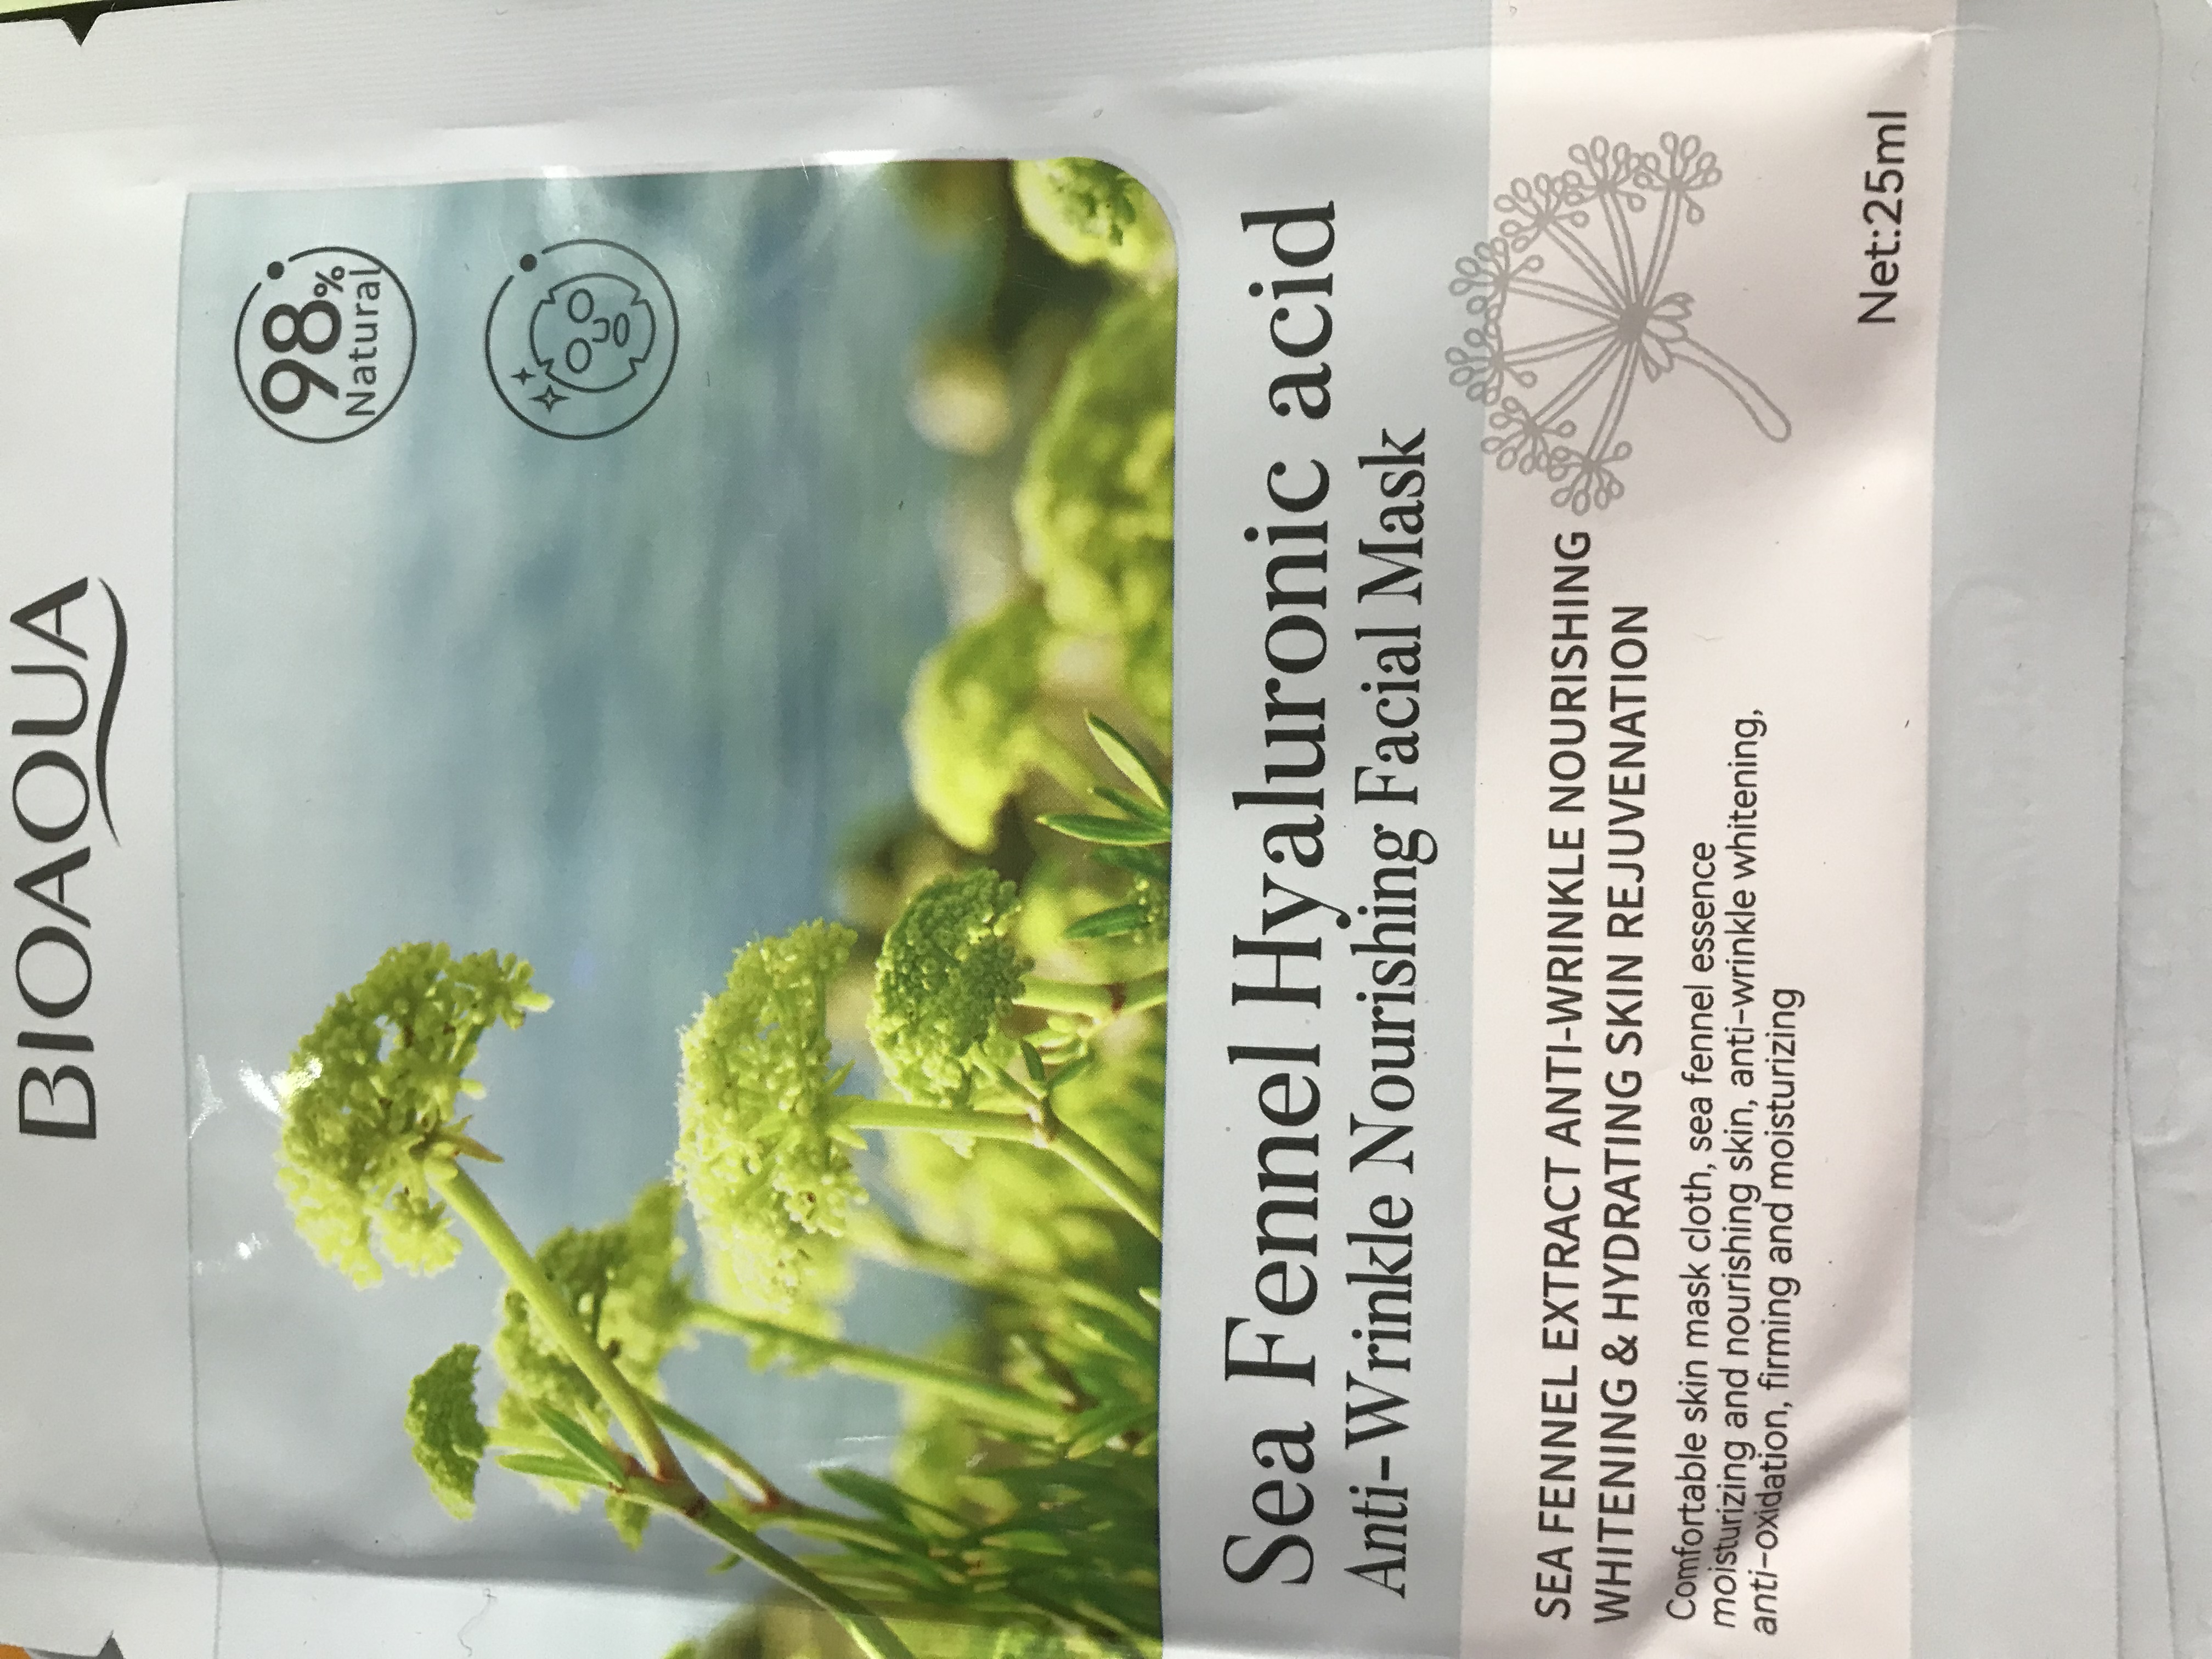 BIOAQUA
98%
Natural
Sea Fennel Hyaluronic acid
Anti-Wrinkle Nourishing Facial Mask
SEA FENNEL EXTRACT ANTI-WRINKLE NOURISHING
WHITENING & HYDRATING SKIN REJUVENATION
Comfortable skin mask cloth, sea fennel essence
moisturizing and nourishing skin, anti-wrinkle whitening,
anti-oxidation, firming and moisturizing
Net:25ml